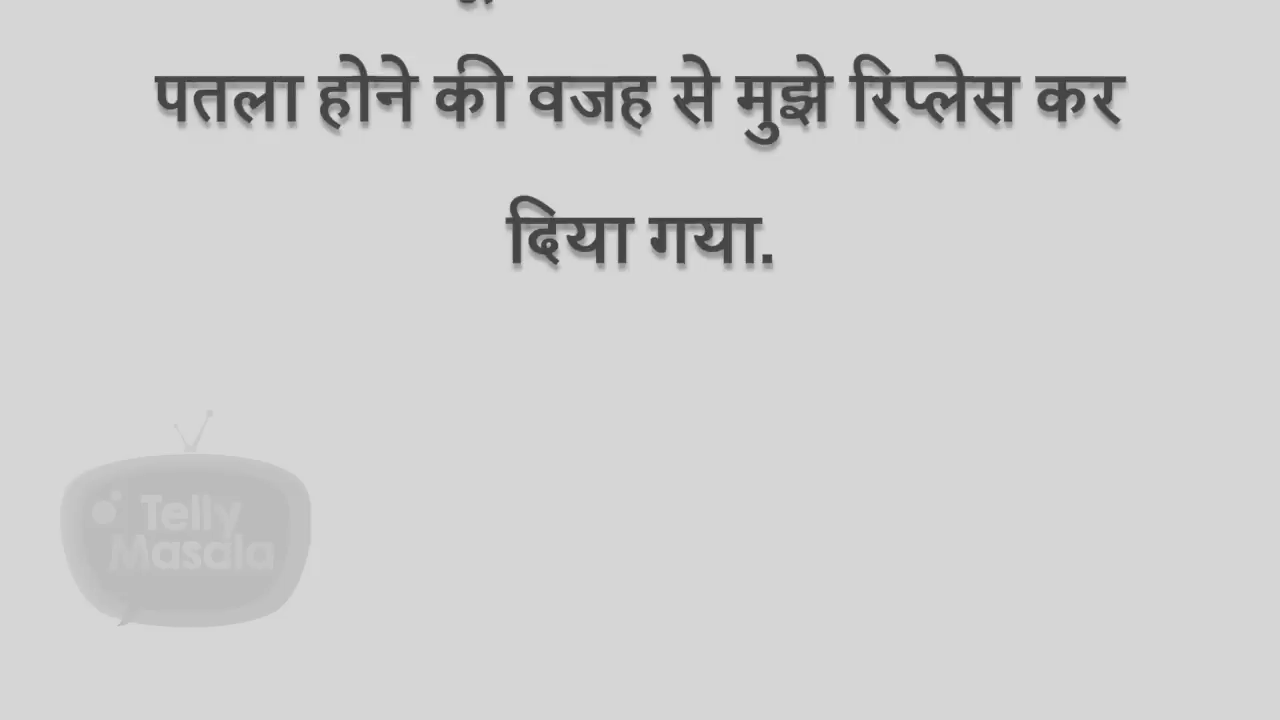 पतला होने की वजह से मुझे रिप्लेस कर
दिया गया.
Telly
Masala